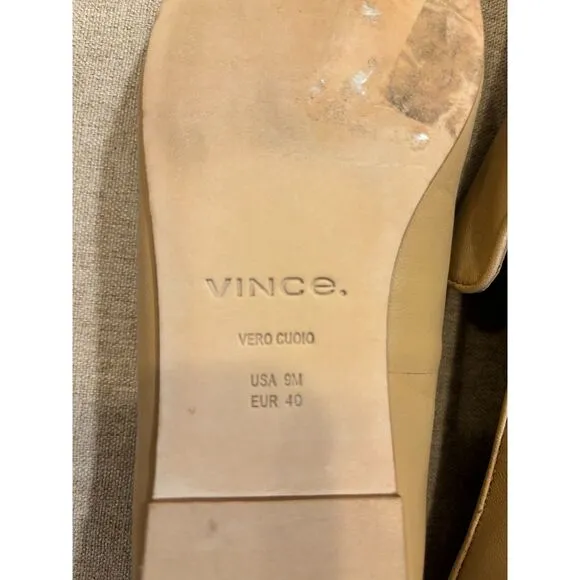 VINCe.
VERO CUOIO
USA 9M
EUR 40